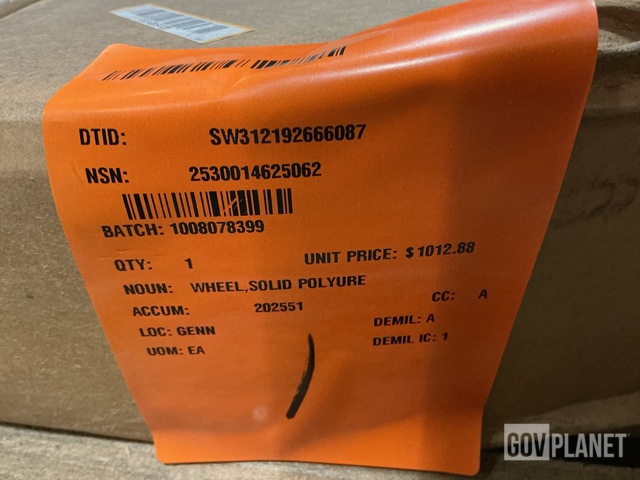 DTID: SW312192666087
NSN: 2530014625062
BATCH: 1008078399
QTY: 1 UNIT PRICE: $1012.88
NOUN: WHEEL,SOLID POLYURE
ACCUM: 202551 CC: A
LOC: GENN DEMIL: A
UOM: EA DEMIL IC: 1
GOVPLANET